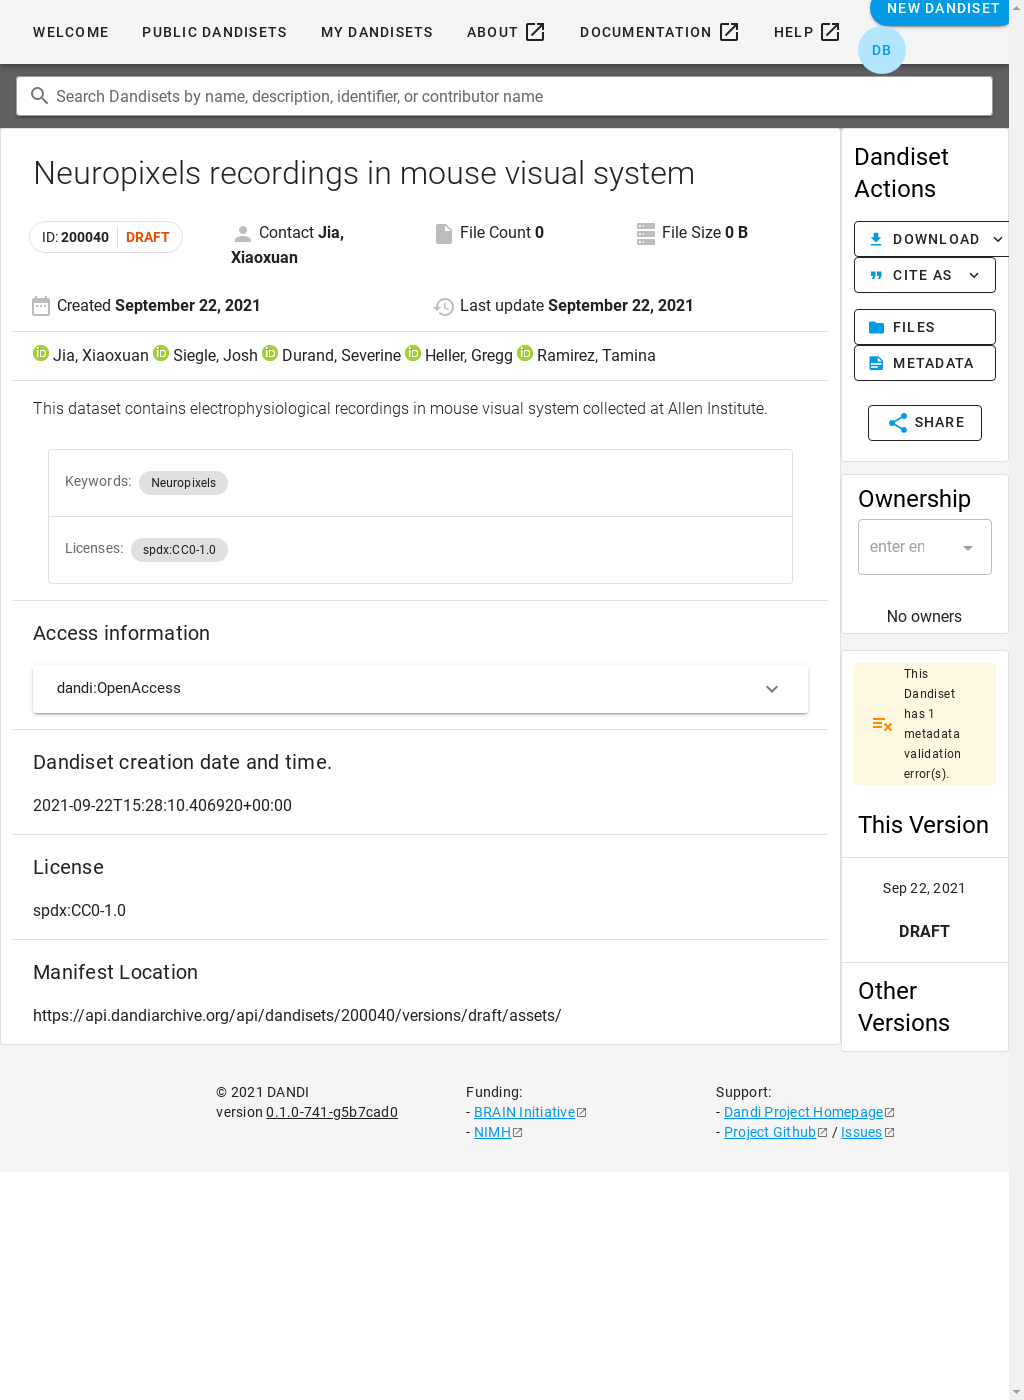 WELCOME PUBLIC DANDISETS MY DANDISETS ABOUT DOCUMENTATION HELP NEW DANDISET
DB
Search Dandisets by name, description, identifier, or contributor name
Neuropixels recordings in mouse visual system
ID: 200040 DRAFT
Contact Jia,
Xiaoxuan
File Count 0
File Size 0 B
Created September 22, 2021
Last update September 22, 2021
iD Jia, Xiaoxuan iD Siegle, Josh iD Durand, Severine iD Heller, Gregg iD Ramirez, Tamina
This dataset contains electrophysiological recordings in mouse visual system collected at Allen Institute.
Keywords: Neuropixels
Licenses: spdx:CC0-1.0
Access information
dandi:OpenAccess
Dandiset creation date and time.
2021-09-22T15:28:10.406920+00:00
License
spdx:CC0-1.0
Manifest Location
https://api.dandiarchive.org/api/dandisets/200040/versions/draft/assets/
Dandiset
Actions
DOWNLOAD
CITE AS
FILES
METADATA
SHARE
Ownership
enter en
No owners
This
Dandiset
has 1
metadata
validation
error(s).
This Version
Sep 22, 2021
DRAFT
Other
Versions
© 2021 DANDI
version 0.1.0-741-g5b7cad0
Funding:
- BRAIN Initiative
- NIMH
Support:
- Dandi Project Homepage
- Project Github / Issues